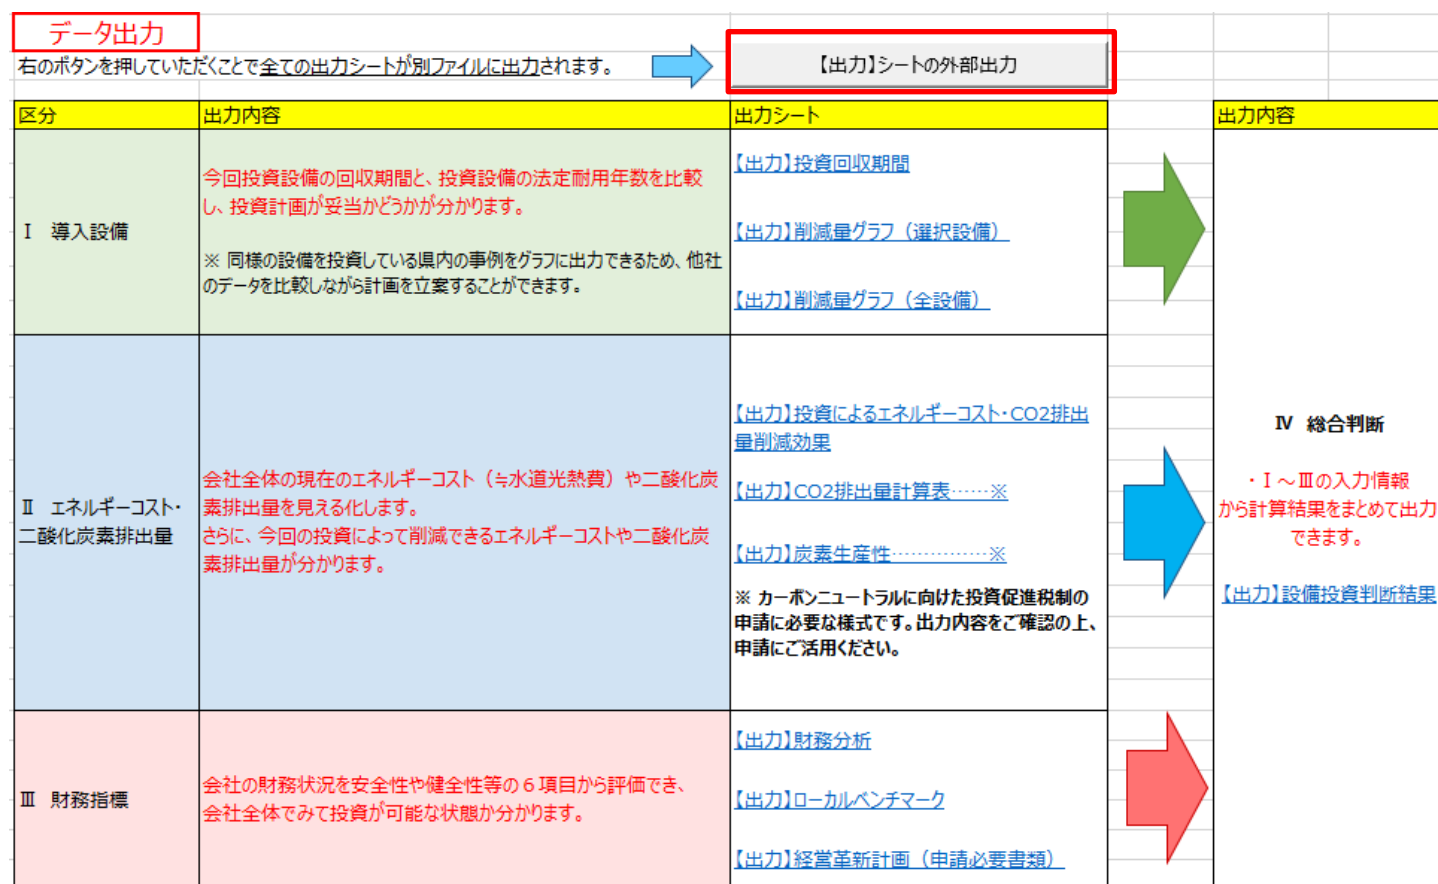 データ出力
右のボタンを押していただくことで全ての出力シートが別ファイルに出力されます。
【出力】シートの外部出力
区分
出力内容
出力シート
出力内容
Ⅰ 導入設備
今回投資設備の回収期間と、投資設備の法定耐用年数を比較
し、投資計画が妥当かどうかが分かります。
※ 同様の設備を投資している県内の事例をグラフに出力できるため、他社
のデータを比較しながら計画を立案することができます。
【出力】投資回収期間
【出力】削減量グラフ（選択設備）
【出力】削減量グラフ（全設備）
Ⅱ エネルギーコスト・
二酸化炭素排出量
会社全体の現在のエネルギーコスト（≒水道光熱費）や二酸化炭
素排出量を見える化します。
さらに、今回の投資によって削減できるエネルギーコストや二酸化炭
素排出量が分かります。
【出力】投資によるエネルギーコスト・CO2排出
量削減効果
【出力】CO2排出量計算表……※
【出力】炭素生産性……………※
※ カーボンニュートラルに向けた投資促進税制の
申請に必要な様式です。出力内容をご確認の上、
申請にご活用ください。
Ⅲ 財務指標
会社の財務状況を安全性や健全性等の６項目から評価でき、
会社全体でみて投資が可能な状態か分かります。
【出力】財務分析
【出力】ローカルベンチマーク
【出力】経営革新計画（申請必要書類）
Ⅳ 総合判断
・Ⅰ～Ⅲの入力情報
から計算結果をまとめて出力
できます。
【出力】設備投資判断結果